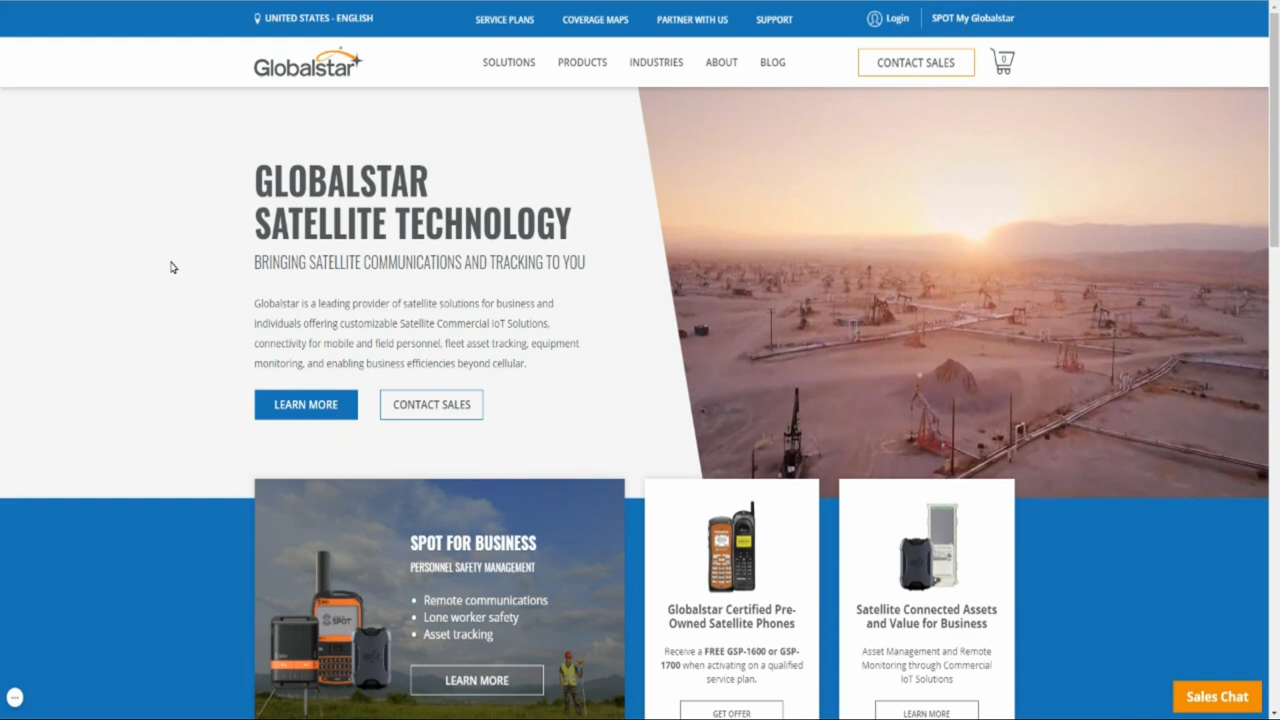 UNITED STATES - ENGLISH
SERVICE PLANS
COVERAGE MAPS
PARTNER WITH US
SUPPORT
Login
SPOT My Globalstar
Globalstar
SOLUTIONS
PRODUCTS
INDUSTRIES
ABOUT
BLOG
CONTACT SALES
0
GLOBALSTAR
SATELLITE TECHNOLOGY
BRINGING SATELLITE COMMUNICATIONS AND TRACKING TO YOU
Globalstar is a leading provider of satellite solutions for business and
individuals offering customizable Satellite Commercial IoT Solutions,
connectivity for mobile and field personnel, fleet asset tracking, equipment
monitoring, and enabling business efficiencies beyond cellular.
LEARN MORE
CONTACT SALES
SPOT FOR BUSINESS
PERSONNEL SAFETY MANAGEMENT
• Remote communications
• Lone worker safety
• Asset tracking
LEARN MORE
SPOT
Globalstar Certified Pre-
Owned Satellite Phones
Receive a FREE GSP-1600 or GSP-
1700 when activating on a qualified
service plan.
GET OFFER
Satellite Connected Assets
and Value for Business
Asset Management and Remote
Monitoring through Commercial
IoT Solutions
LEARN MORE
Sales Chat